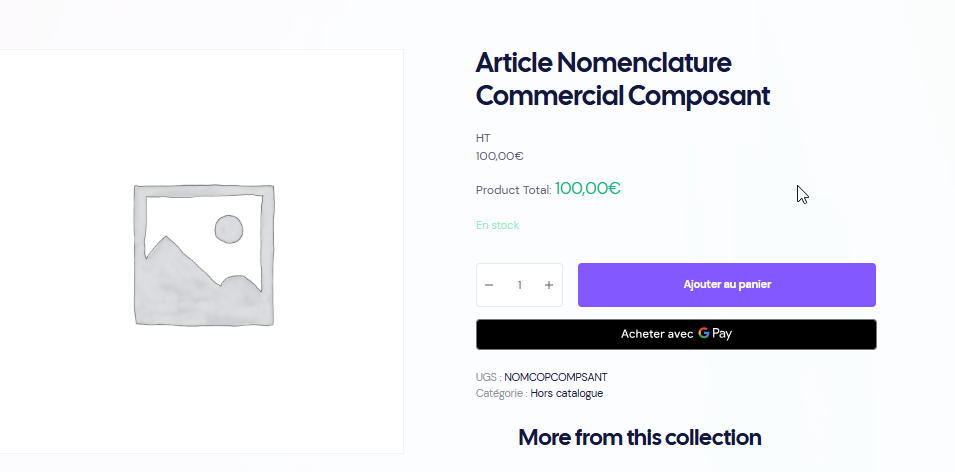 Article Nomenclature
Commercial Composant
HT
100,00€
Product Total: 100,00€
En stock
− 1 +
Ajouter au panier
Acheter avec G Pay
UGS : NOMCOPCOMPSANT
Catégorie : Hors catalogue
More from this collection